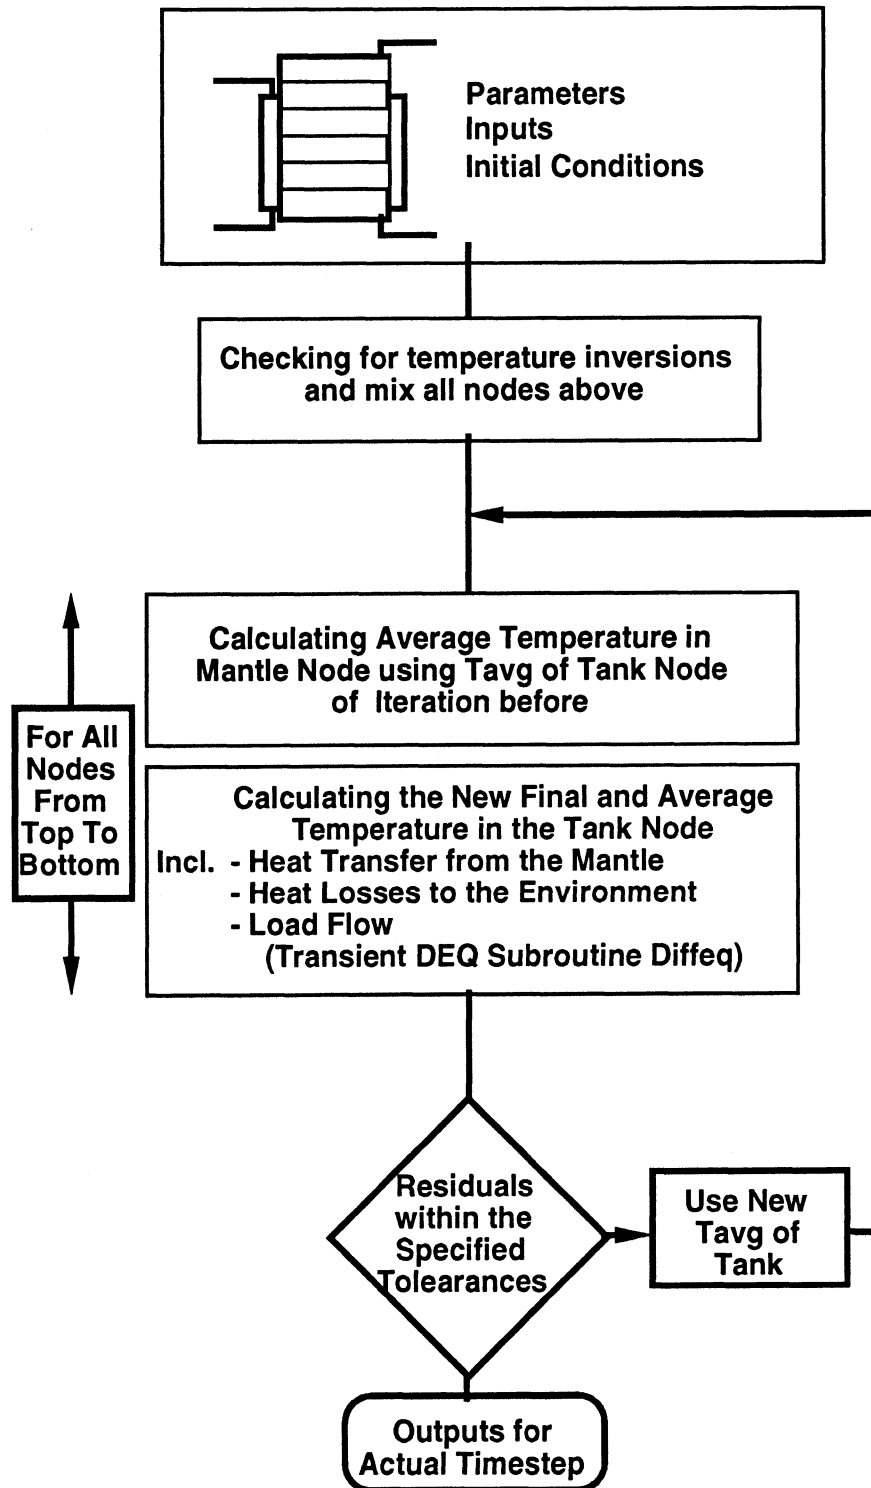 Parameters
Inputs
Initial Conditions
Checking for temperature inversions
and mix all nodes above
Calculating Average Temperature in
Mantle Node using Tavg of Tank Node
of Iteration before
For All
Nodes
From
Top To
Bottom
Calculating the New Final and Average
Temperature in the Tank Node
Incl. - Heat Transfer from the Mantle
- Heat Losses to the Environment
- Load Flow
(Transient DEQ Subroutine Diffeq)
Residuals
within the
Specified
Tolearances
Use New
Tavg of
Tank
Outputs for
Actual Timestep